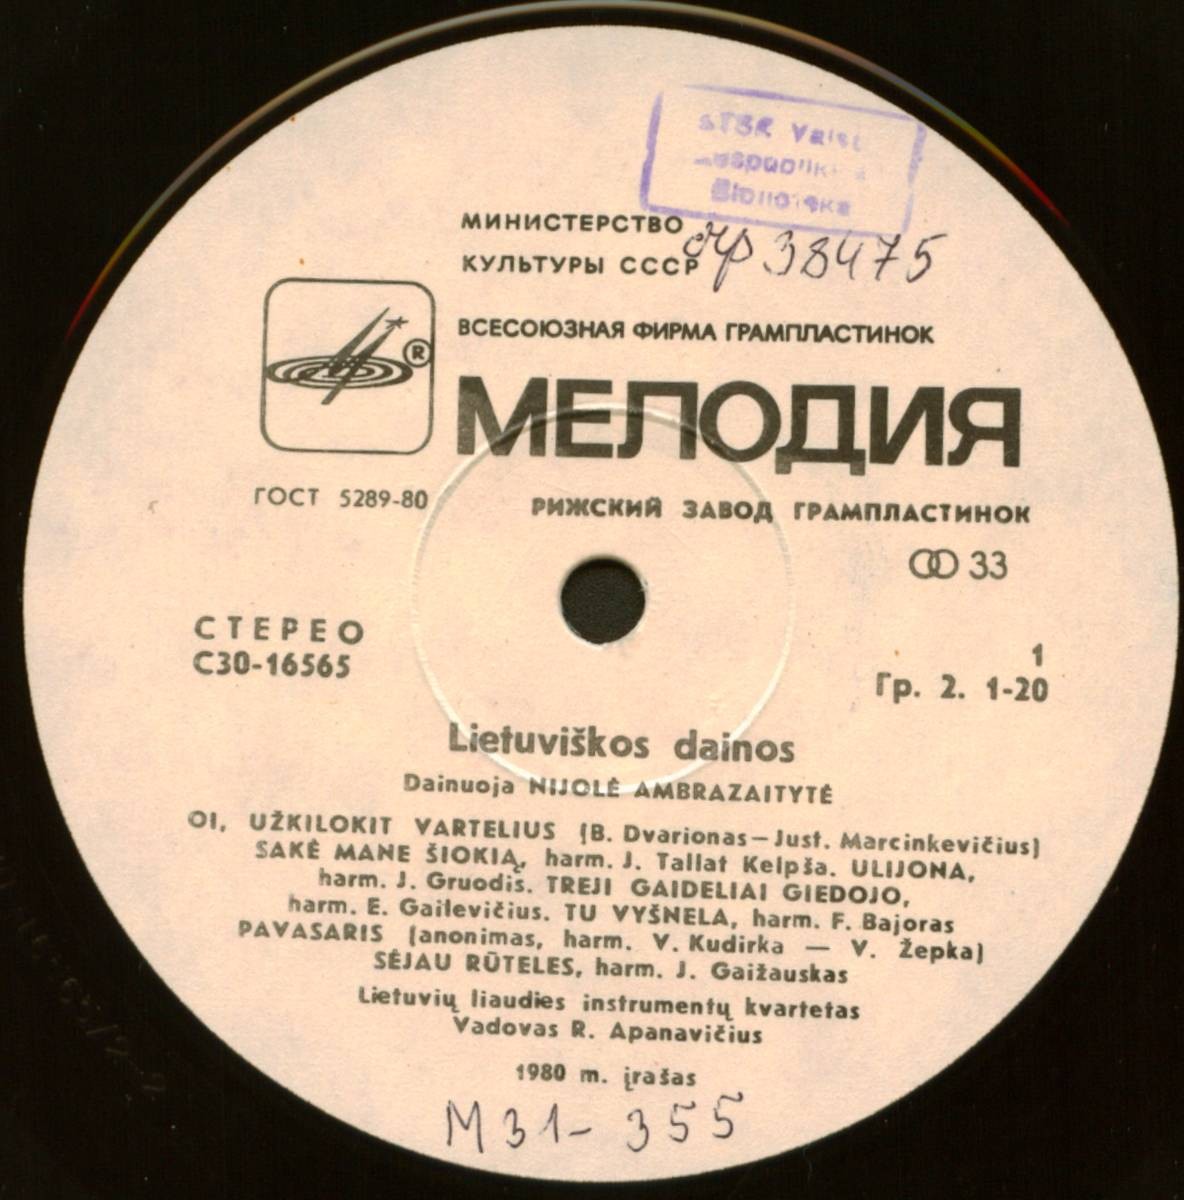 Biblioteka
МИНИСТЕРСТВО
КУЛЬТУРЫ СССР
38475
ВСЕСОЮЗНАЯ ФИРМА ГРАМПЛАСТИНОК
®
МЕЛОДИЯ
ГОСТ 5289-80
РИЖСКИЙ ЗАВОД ГРАМПЛАСТИНОК
33
СТЕРЕО
С30-16565
1
Гр. 2. 1-20
Lietuviškos dainos
Dainuoja NIJOLĖ AMBRAZAITYTĖ
OI, UŽKILOKIT VARTELIUS (B. Dvarionas — Just. Marcinkevičius)
SAKĖ MANE ŠIOKIĄ, harm. J. Tallat Kelpša. ULIJONA,
harm. J. Gruodis. TREJI GAIDELIAI GIEDOJO,
harm. E. Gailevičius. TU VYŠNELA, harm. F. Bajoras
PAVASARIS (anonimas, harm. V. Kudirka — V. Žepka)
SĖJAU RŪTELES, harm. J. Gaižauskas
Lietuvių liaudies instrumentų kvartetas
Vadovas R. Apanavičius
1980 m. įrašas
M31-355